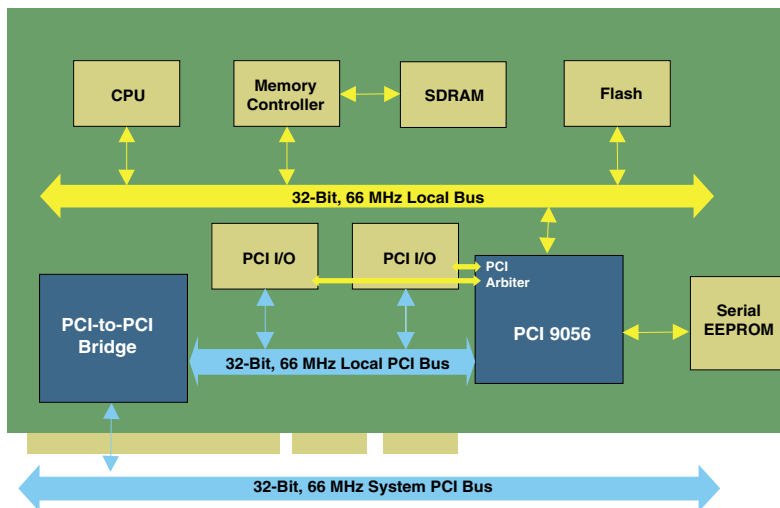 CPU
Memory
Controller
SDRAM
Flash
32-Bit, 66 MHz Local Bus
PCI I/O
PCI I/O
PCI
Arbiter
PCI-to-PCI
Bridge
PCI 9056
Serial
EEPROM
32-Bit, 66 MHz Local PCI Bus
32-Bit, 66 MHz System PCI Bus